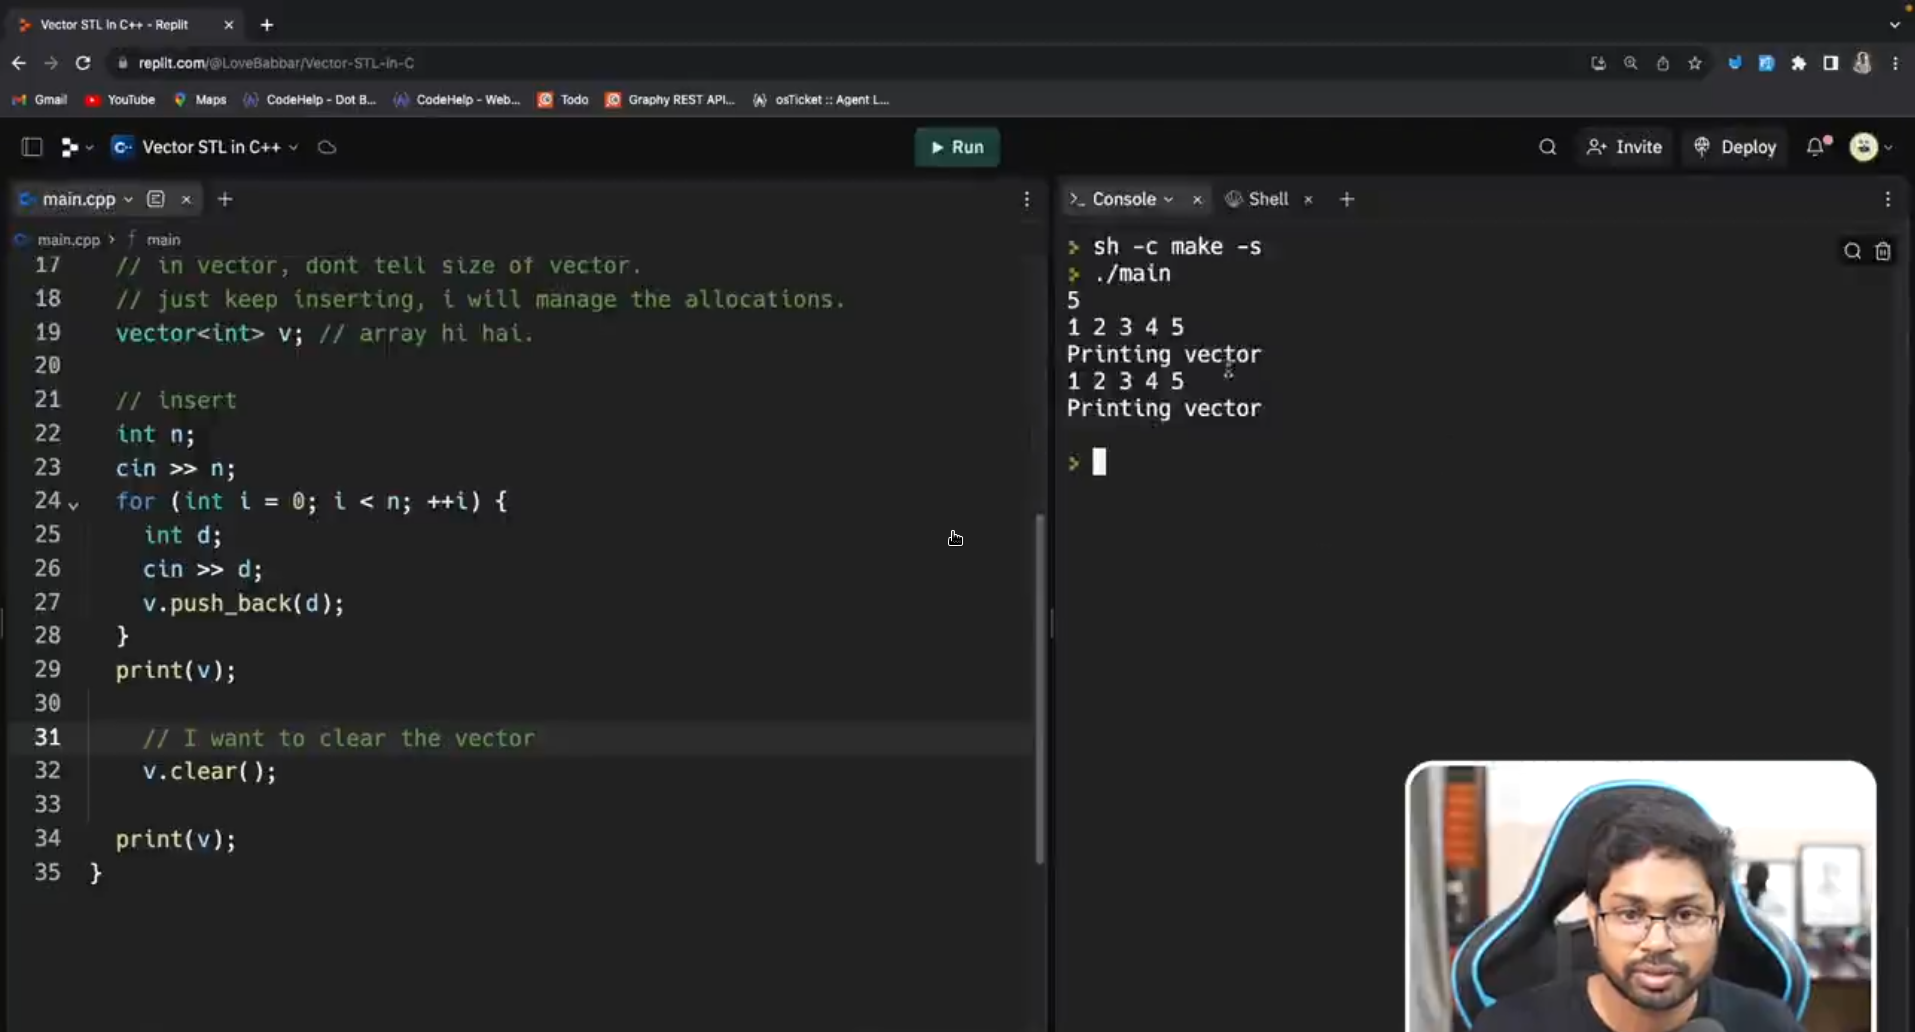 Vector STL in C++ - Replit
replit.com/@LoveBabbar/Vector-STL-in-C
Gmail YouTube Maps CodeHelp - Dot B... CodeHelp - Web... Todo Graphy REST API... osTicket :: Agent L...
Vector STL in C++ Run Invite Deploy
main.cpp
main.cpp > f main
17 // in vector, dont tell size of vector.
18 // just keep inserting, i will manage the allocations.
19 vector<int> v; // array hi hai.
20
21 // insert
22 int n;
23 cin >> n;
24 for (int i = 0; i < n; ++i) {
25 int d;
26 cin >> d;
27 v.push_back(d);
28 }
29 print(v);
30
31 // I want to clear the vector
32 v.clear();
33
34 print(v);
35 }
>_ Console Shell
> sh -c make -s
> ./main
5
1 2 3 4 5
Printing vector
1 2 3 4 5
Printing vector
>